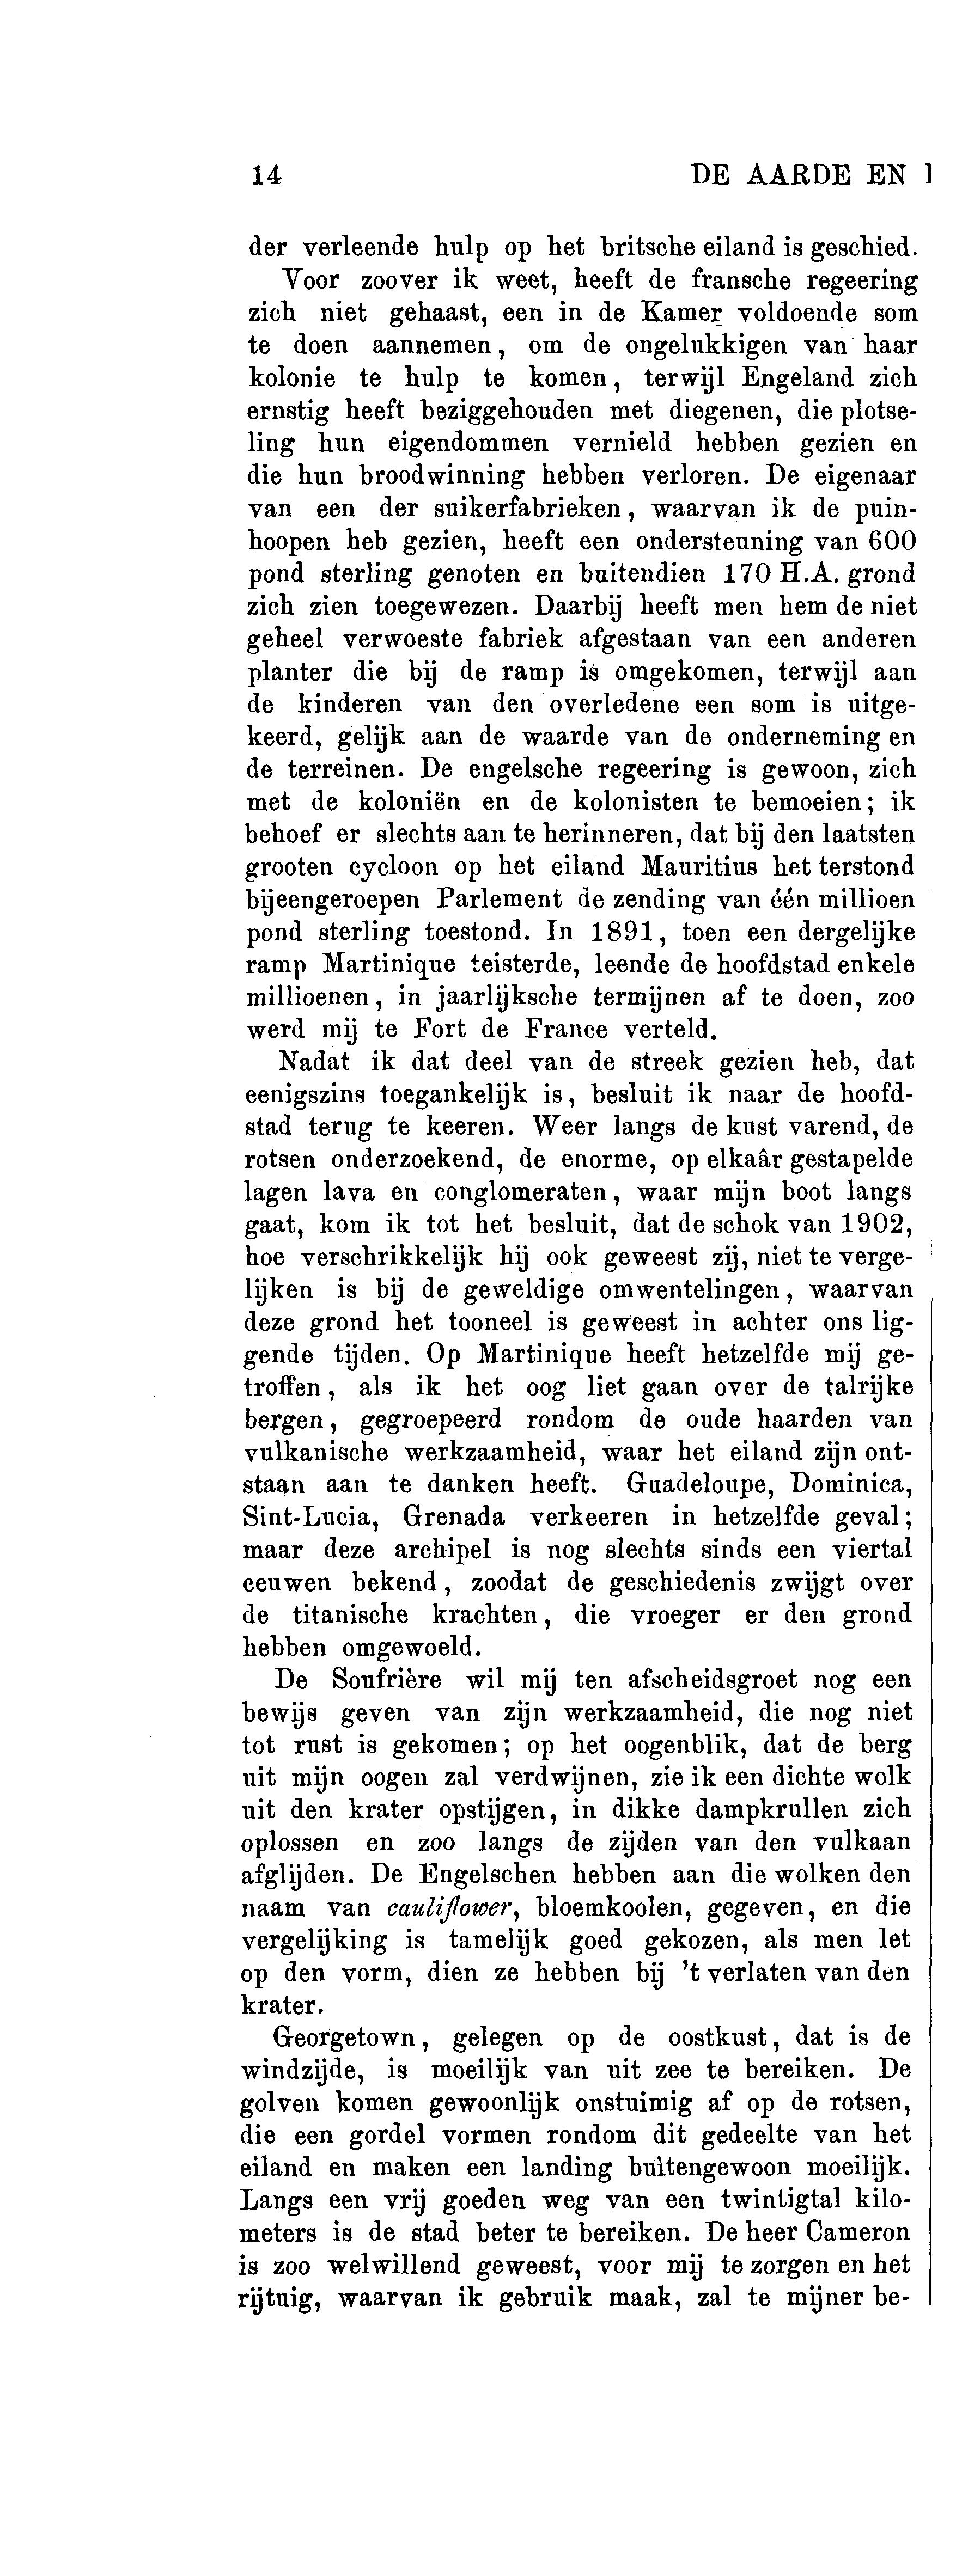 14 DE AARDE EN
der verleende hulp op het britsche eiland is geschied.
Voor zoover ik weet, heeft de fransche regeering
zich niet gehaast, een in de Kamer voldoende som
te doen aannemen, om de ongelukkigen van haar
kolonie te hulp te komen, terwijl Engeland zich
ernstig heeft beziggehouden met diegenen, die plotse-
ling hun eigendommen vernield hebben gezien en
die hun broodwinning hebben verloren. De eigenaar
van een der suikerfabrieken, waarvan ik de puin-
hoopen heb gezien, heeft een ondersteuning van 600
pond sterling genoten en buitendien 170 H.A. grond
zich zien toegewezen. Daarbij heeft men hem de niet
geheel verwoeste fabriek afgestaan van een anderen
planter die bij de ramp is omgekomen, terwijl aan
de kinderen van den overledene een som is uitge-
keerd, gelijk aan de waarde van de onderneming en
de terreinen. De engelsche regeering is gewoon, zich
met de koloniën en de kolonisten te bemoeien; ik
behoef er slechts aan te herinneren, dat bij den laatsten
grooten cycloon op het eiland Mauritius het terstond
bijeengeroepen Parlement de zending van één millioen
pond sterling toestond. In 1891, toen een dergelijke
ramp Martinique teisterde, leende de hoofdstad enkele
millioenen, in jaarlijksche termijnen af te doen, zoo
werd mij te Fort de France verteld.
Nadat ik dat deel van de streek gezien heb, dat
eenigszins toegankelijk is, besluit ik naar de hoofd-
stad terug te keeren. Weer langs de kust varend, de
rotsen onderzoekend, de enorme, op elkaâr gestapelde
lagen lava en conglomeraten, waar mijn boot langs
gaat, kom ik tot het besluit, dat de schok van 1902,
hoe verschrikkelijk hij ook geweest zij, niet te verge-
lijken is bij de geweldige omwentelingen, waarvan
deze grond het tooneel is geweest in achter ons lig-
gende tijden. Op Martinique heeft hetzelfde mij ge-
troffen, als ik het oog liet gaan over de talrijke
bergen, gegroepeerd rondom de oude haarden van
vulkanische werkzaamheid, waar het eiland zijn ont-
staan aan te danken heeft. Guadeloupe, Dominica,
Sint-Lucia, Grenada verkeeren in hetzelfde geval;
maar deze archipel is nog slechts sinds een viertal
eeuwen bekend, zoodat de geschiedenis zwijgt over
de titanische krachten, die vroeger er den grond
hebben omgewoeld.
De Soufrière wil mij ten afscheidsgroet nog een
bewijs geven van zijn werkzaamheid, die nog niet
tot rust is gekomen; op het oogenblik, dat de berg
uit mijn oogen zal verdwijnen, zie ik een dichte wolk
uit den krater opstijgen, in dikke dampkrullen zich
oplossen en zoo langs de zijden van den vulkaan
afglijden. De Engelschen hebben aan die wolken den
naam van cauliflower, bloemkoolen, gegeven, en die
vergelijking is tamelijk goed gekozen, als men let
op den vorm, dien ze hebben bij 't verlaten van den
krater.
Georgetown, gelegen op de oostkust, dat is de
windzijde, is moeilijk van uit zee te bereiken. De
golven komen gewoonlijk onstuimig af op de rotsen,
die een gordel vormen rondom dit gedeelte van het
eiland en maken een landing buitengewoon moeilijk.
Langs een vrij goeden weg van een twintigtal kilo-
meters is de stad beter te bereiken. De heer Cameron
is zoo welwillend geweest, voor mij te zorgen en het
rijtuig, waarvan ik gebruik maak, zal te mijner be-